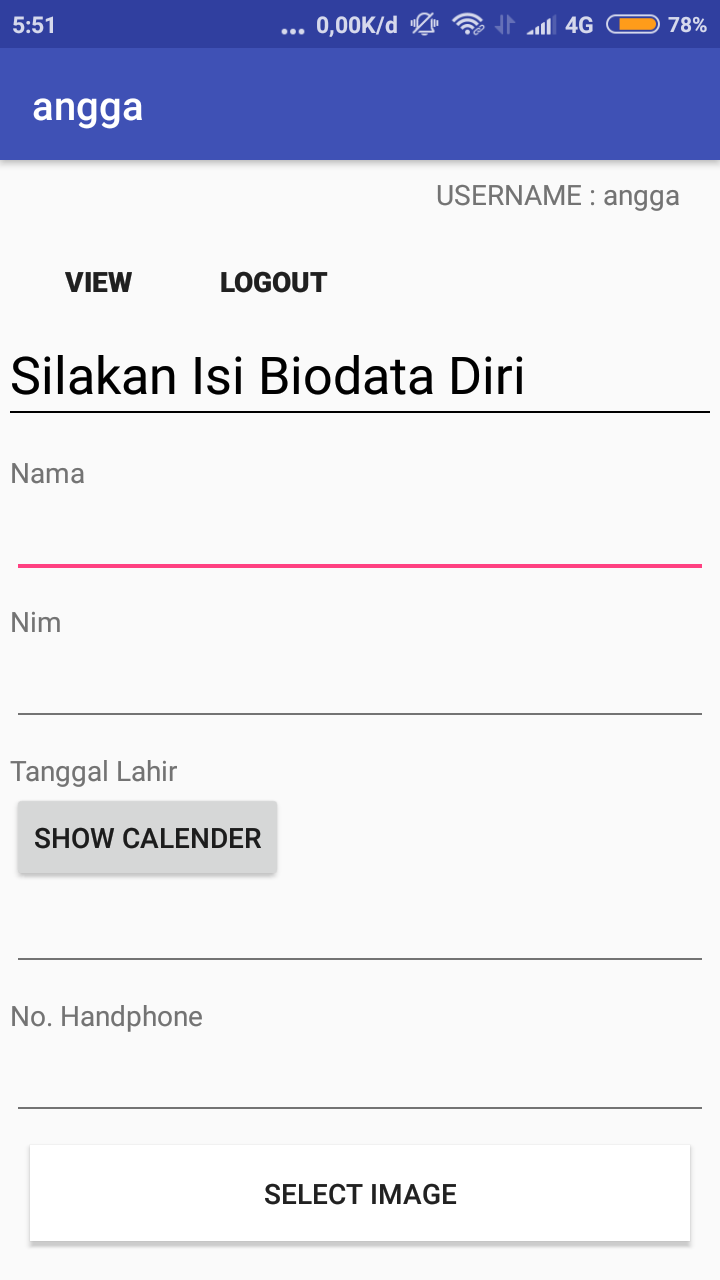 5:51 ... 0,00K/d 4G 78%
angga
USERNAME : angga
VIEW LOGOUT
Silakan Isi Biodata Diri
Nama
Nim
Tanggal Lahir
SHOW CALENDER
No. Handphone
SELECT IMAGE